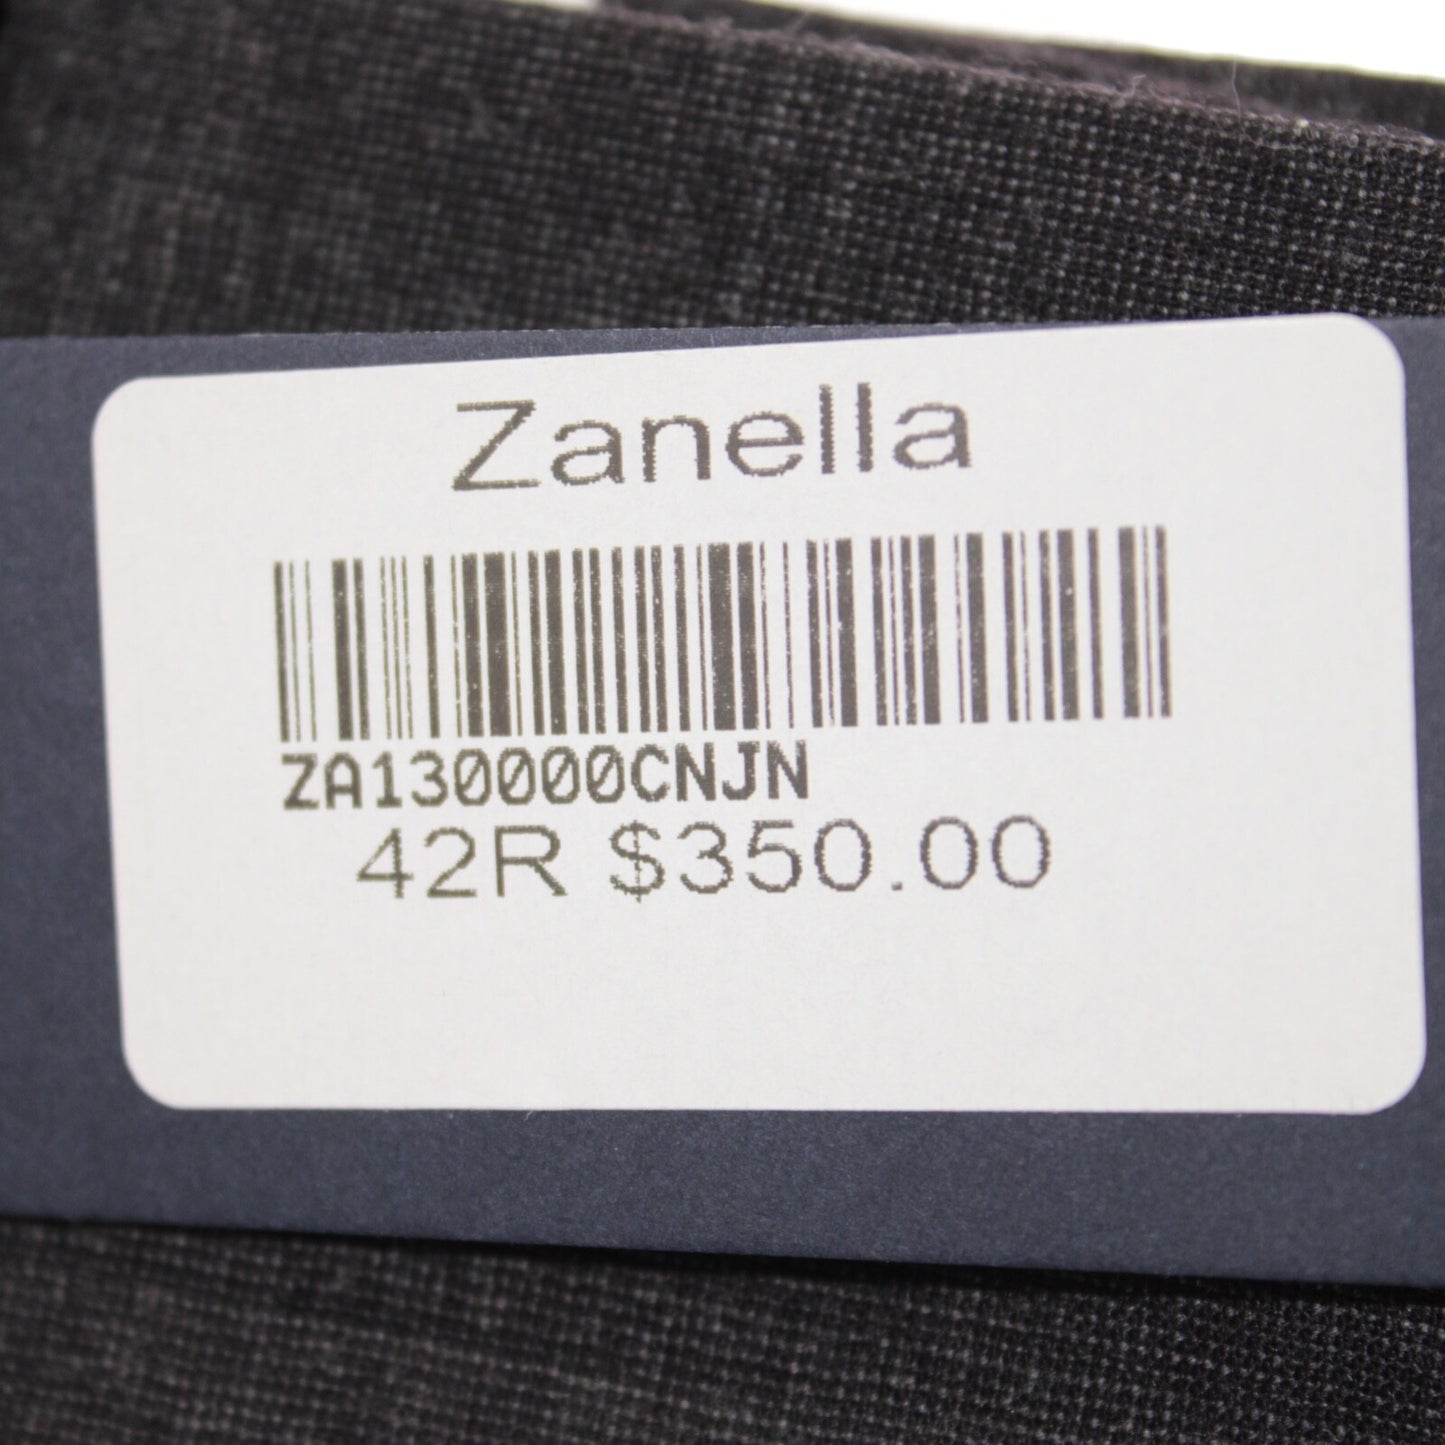 Zanella
ZA130000CNJN
42R $350.00